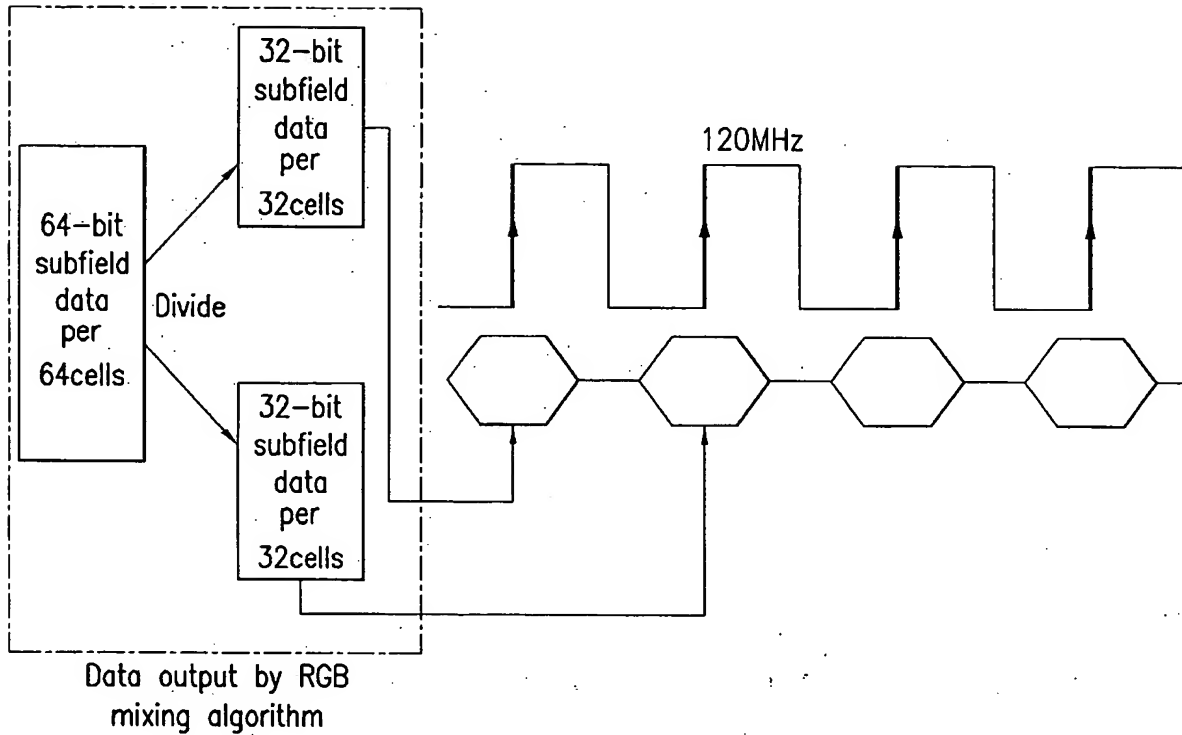 32-bit
subfield
data
per
32cells
120MHz
64-bit
subfield
data
per
64cells
Divide
32-bit
subfield
data
per
32cells
Data output by RGB
mixing algorithm